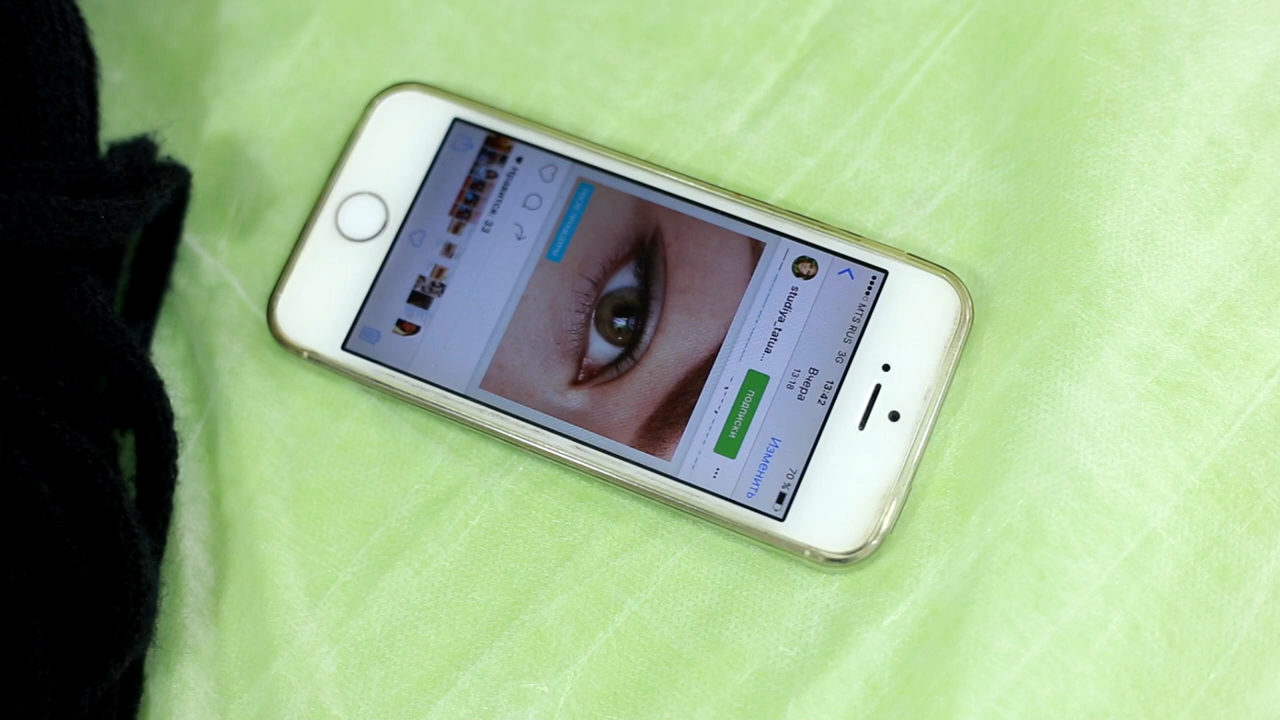 MTS RUS 3G 13:42 70 %
Вчера
13:18
Изменить
studiya_tatua...
подписки
...
♥ Нравится: 33